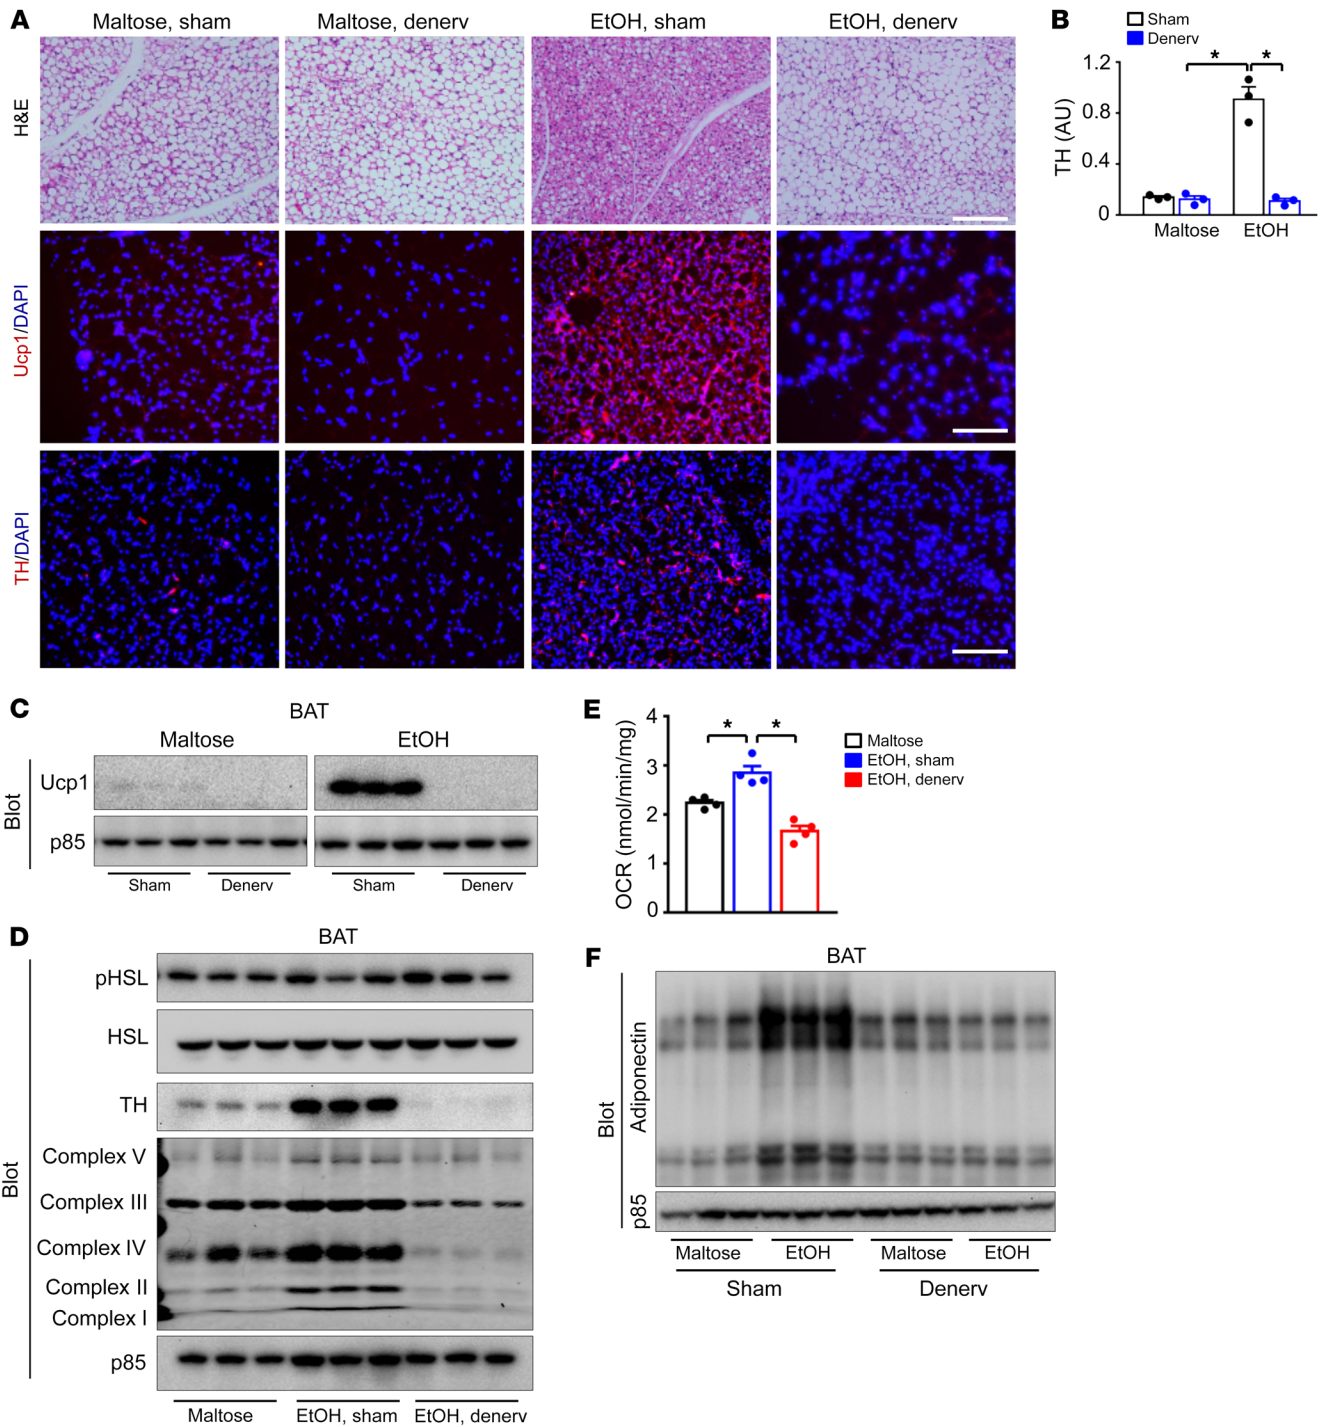 A
Maltose, sham
Maltose, denerv
EtOH, sham
EtOH, denerv
H&E
Ucp1/DAPI
TH/DAPI
B
Sham
Denerv
TH (AU)
1.2
0.8
0.4
0
*
*
Maltose
EtOH
C
BAT
Maltose
EtOH
Blot
Ucp1
p85
Sham
Denerv
Sham
Denerv
D
BAT
Blot
pHSL
HSL
TH
Complex V
Complex III
Complex IV
Complex II
Complex I
p85
Maltose
EtOH, sham
EtOH, denerv
E
OCR (nmol/min/mg)
4
3
2
1
0
*
*
Maltose
EtOH, sham
EtOH, denerv
F
BAT
Blot
Adiponectin
p85
Maltose
EtOH
Maltose
EtOH
Sham
Denerv